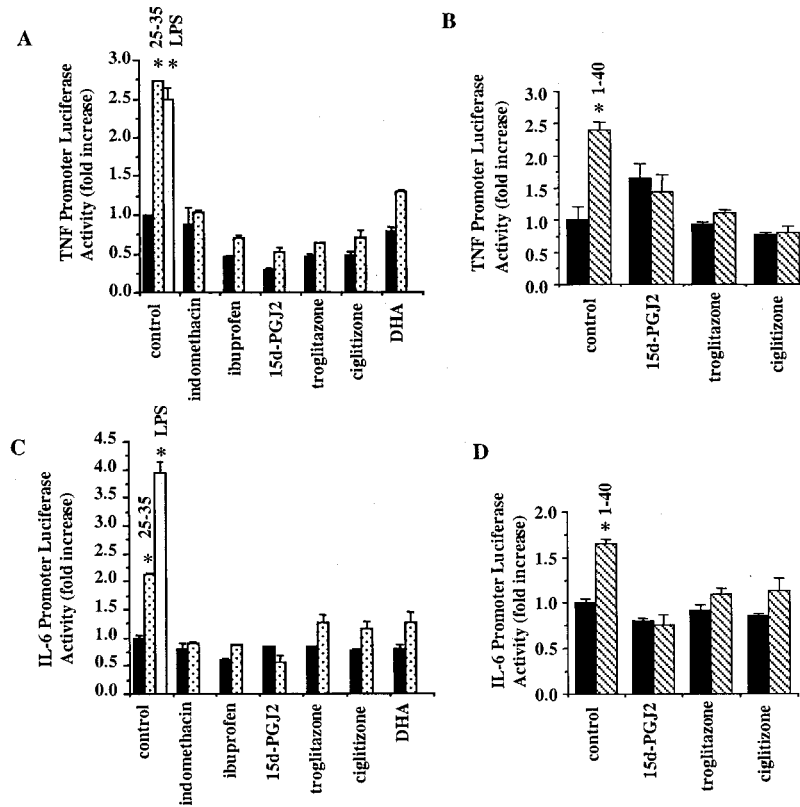 A
* 25-35
* LPS
TNF Promoter Luciferase
Activity (fold increase)
3.0
2.5
2.0
1.5
1.0
0.5
0.0
control
indomethacin
ibuprofen
15d-PGJ2
troglitazone
ciglitizone
DHA
B
* 1-40
TNF Promoter Luciferase
Activity (fold increase)
3.0
2.5
2.0
1.5
1.0
0.5
0.0
control
15d-PGJ2
troglitazone
ciglitizone
C
* 25-35
* LPS
IL-6 Promoter Luciferase
Activity (fold increase)
4.5
4.0
3.5
3.0
2.5
2.0
1.5
1.0
0.5
0.0
control
indomethacin
ibuprofen
15d-PGJ2
troglitazone
ciglitizone
DHA
D
* 1-40
IL-6 Promoter Luciferase
Activity (fold increase)
2.0
1.5
1.0
0.5
0.0
control
15d-PGJ2
troglitazone
ciglitizone